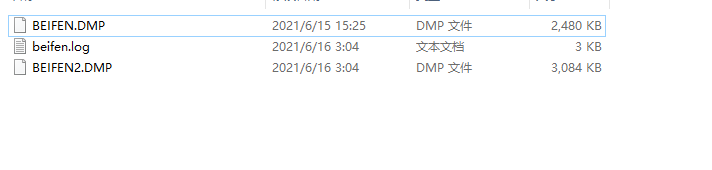 BEIFEN.DMP 2021/6/15 15:25 DMP 文件 2,480 KB
beifen.log 2021/6/16 3:04 文本文档 3 KB
BEIFEN2.DMP 2021/6/16 3:04 DMP 文件 3,084 KB